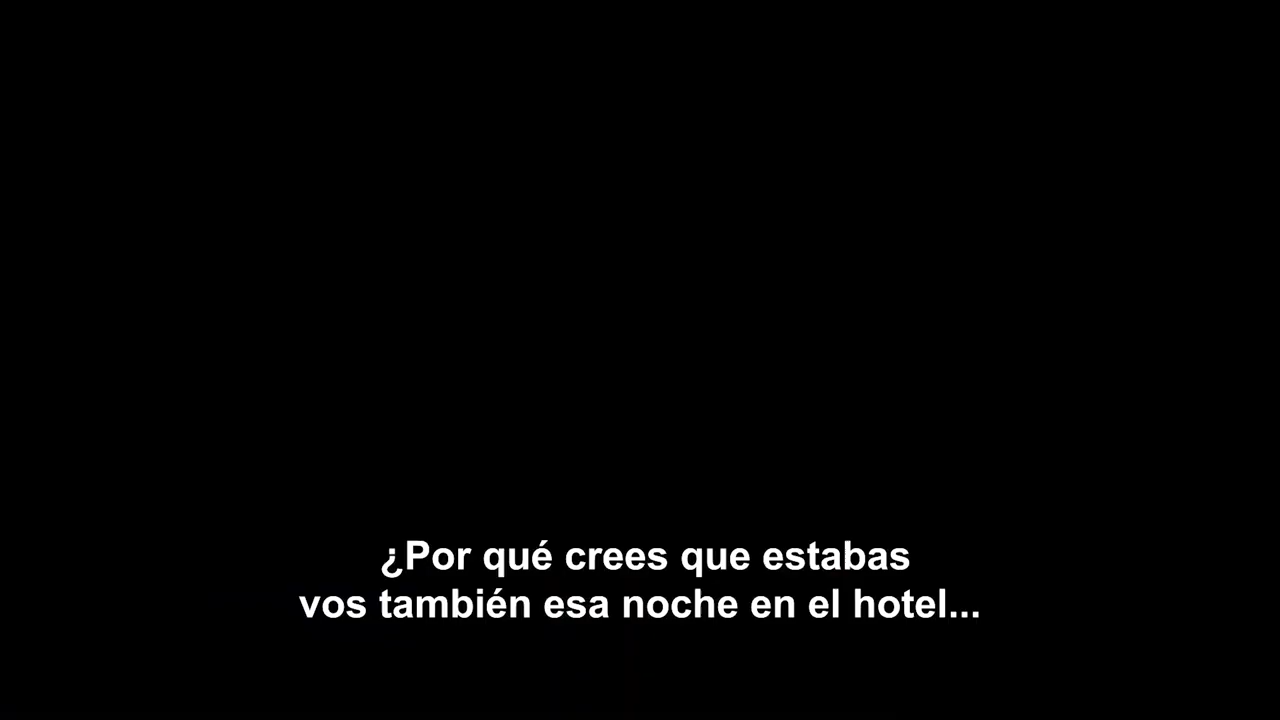 ¿Por qué crees que estabas
vos también esa noche en el hotel...